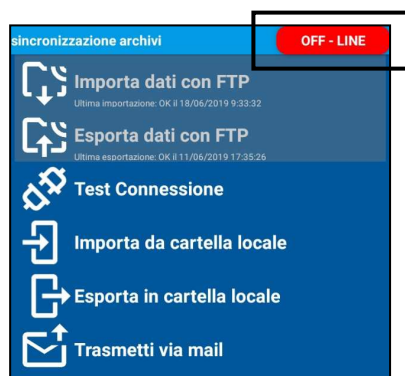 sincronizzazione archivi OFF - LINE
Importa dati con FTP
Ultima importazione: OK il 18/06/2019 9:33:32
Esporta dati con FTP
Ultima esportazione: OK il 11/06/2019 17:35:26
Test Connessione
Importa da cartella locale
Esporta in cartella locale
Trasmetti via mail